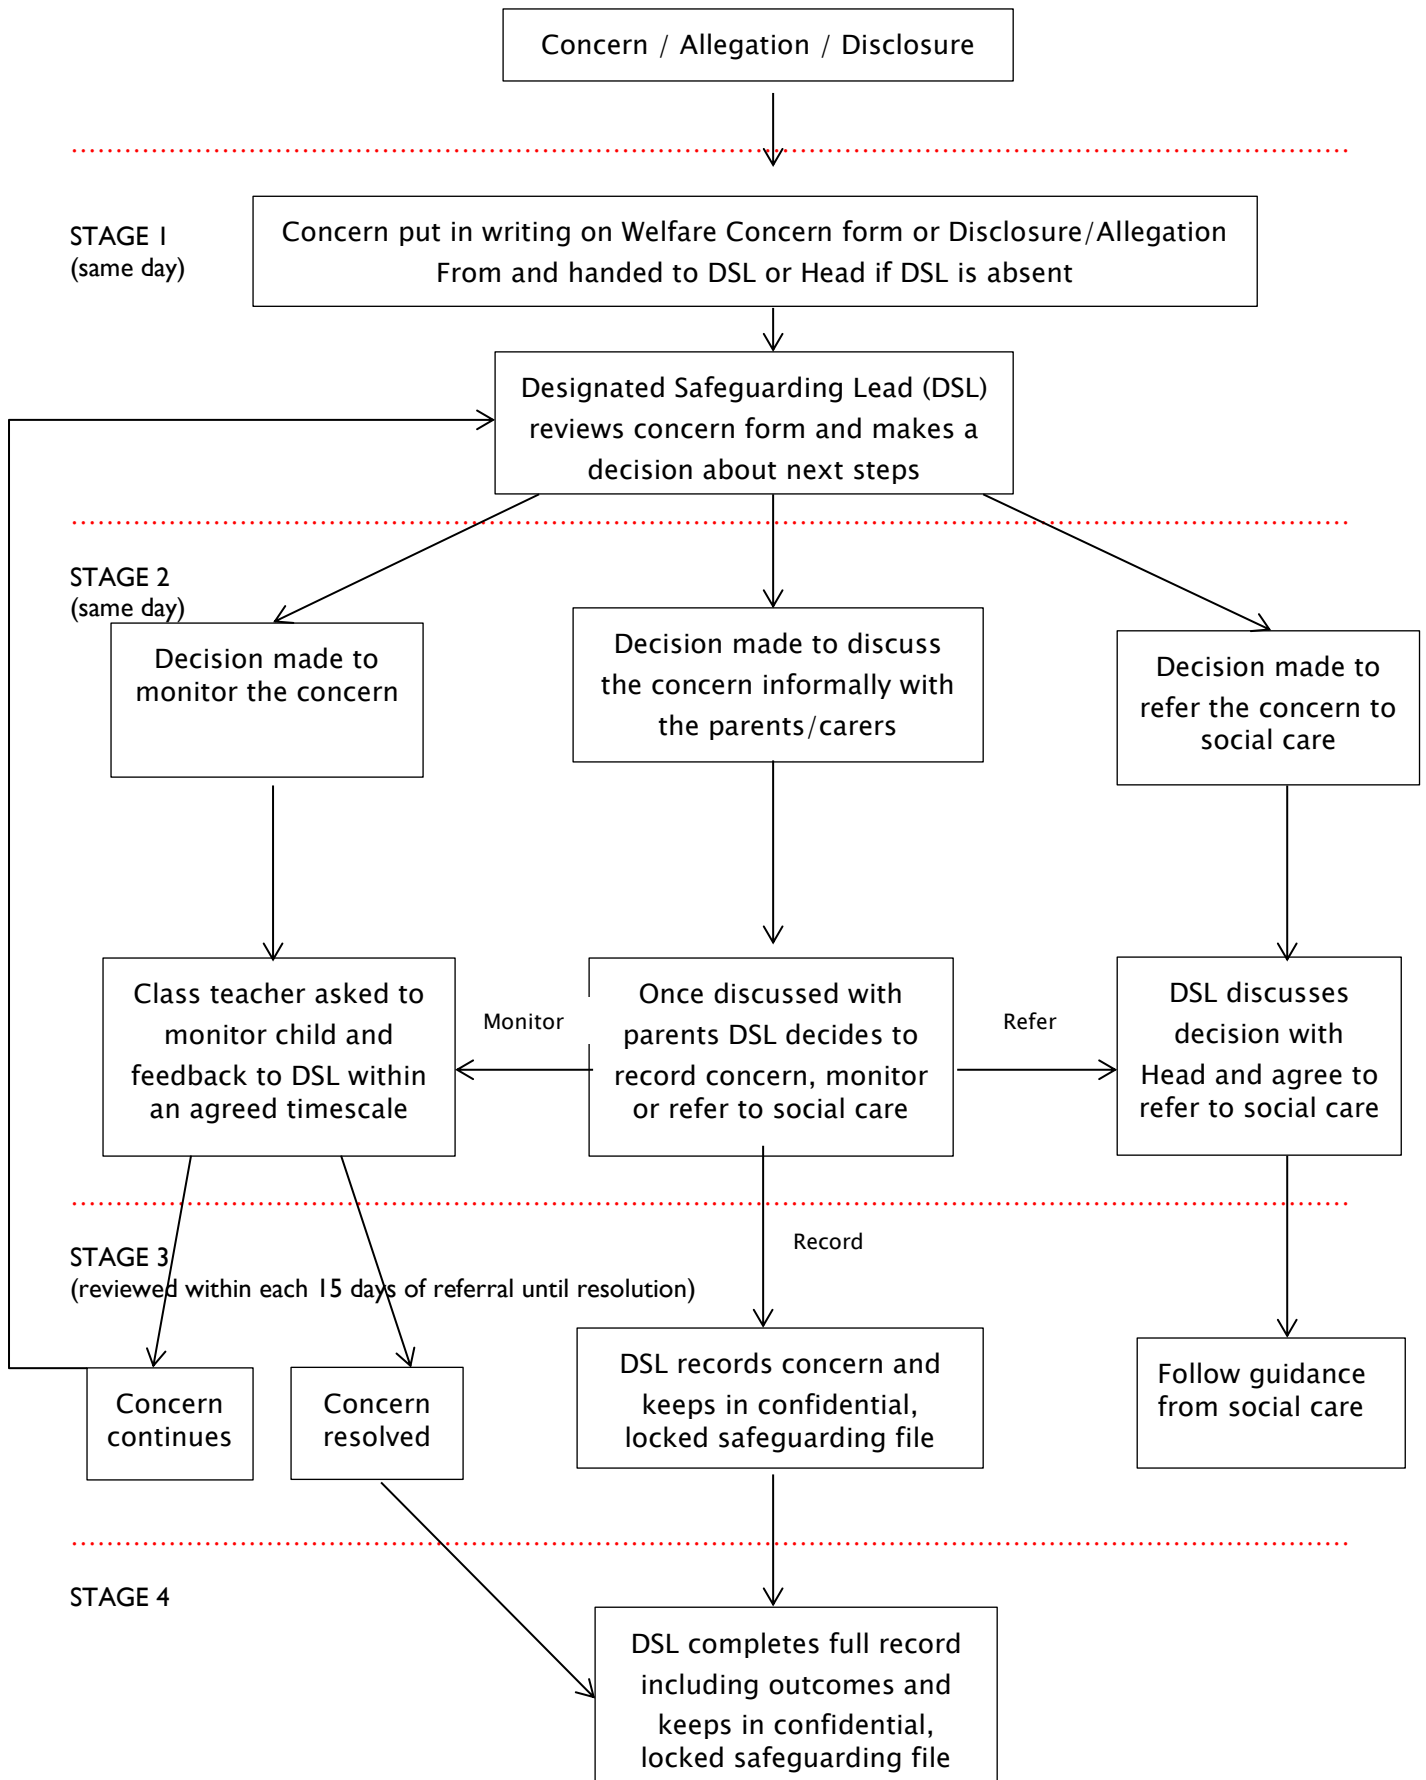 Concern / Allegation / Disclosure
STAGE 1
(same day)
Concern put in writing on Welfare Concern form or Disclosure/Allegation
From and handed to DSL or Head if DSL is absent
Designated Safeguarding Lead (DSL)
reviews concern form and makes a
decision about next steps
STAGE 2
(same day)
Decision made to
monitor the concern
Decision made to discuss
the concern informally with
the parents/carers
Decision made to
refer the concern to
social care
Class teacher asked to
monitor child and
feedback to DSL within
an agreed timescale
Monitor
Once discussed with
parents DSL decides to
record concern, monitor
or refer to social care
Refer
DSL discusses
decision with
Head and agree to
refer to social care
STAGE 3
(reviewed within each 15 days of referral until resolution)
Record
Concern
continues
Concern
resolved
DSL records concern and
keeps in confidential,
locked safeguarding file
Follow guidance
from social care
STAGE 4
DSL completes full record
including outcomes and
keeps in confidential,
locked safeguarding file